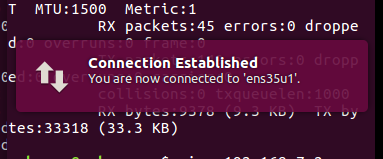 T MTU:1500 Metric:1
RX packets:45 errors:0 droppe
d:0 overruns:0 frame:0
Connection Established
You are now connected to 'ens35u1'.
collisions:0 txqueuelen:1000
RX bytes:9378 (9.3 KB) TX by
tes:33318 (33.3 KB)